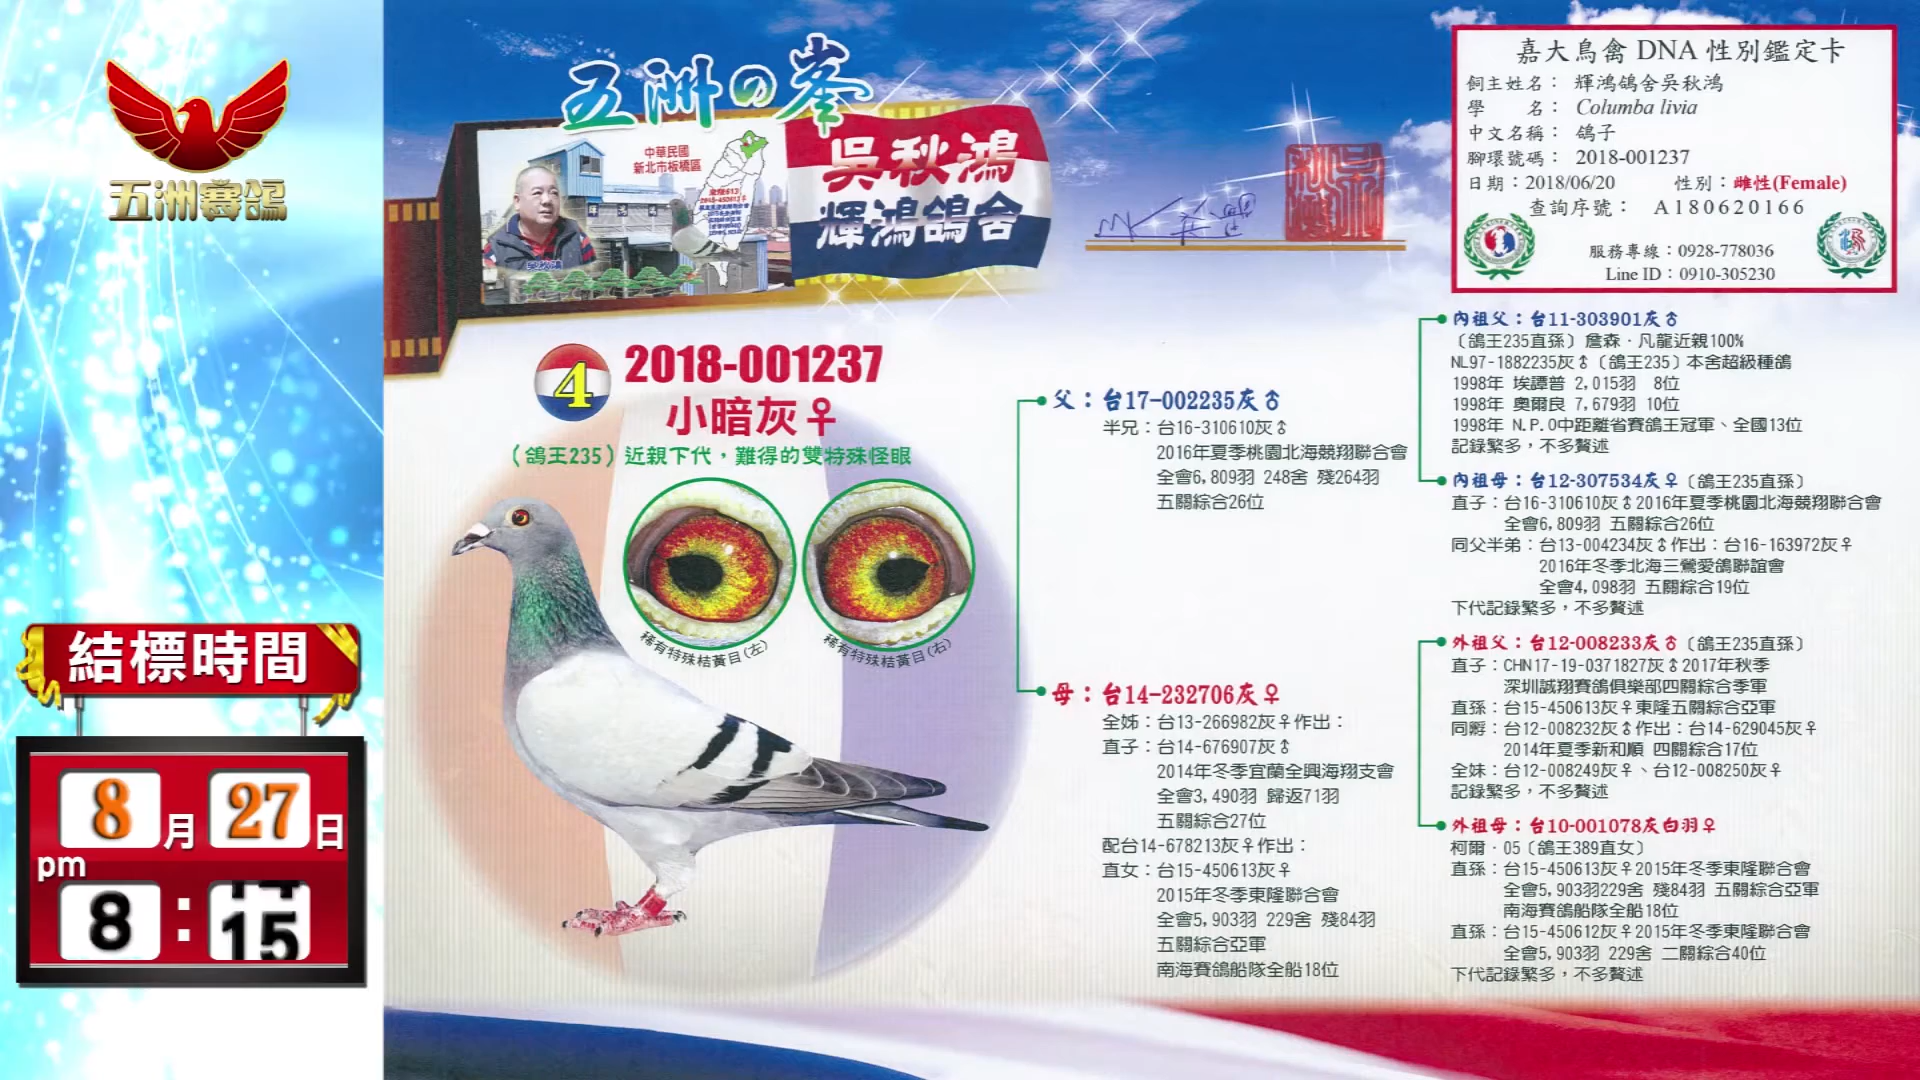 五洲賽鴿
結標時間
8月27日
pm
8:15
五洲の峯
中華民國
新北市板橋區
吳秋鴻
輝鴻鴿舍
嘉大鳥禽 DNA 性別鑑定卡
飼主姓名： 輝鴻鴿舍吳秋鴻
學 名： Columba livia
中文名稱： 鴿子
腳環號碼： 2018-001237
日期：2018/06/20 性別：雌性(Female)
查詢序號： A180620166
服務專線：0928-778036
Line ID：0910-305230
4
2018-001237
小暗灰♀
（鴿王235）近親下代，難得的雙特殊怪眼
稀有特殊桔黃目(左)
稀有特殊桔黃目(右)
父：台17-002235灰♂
半兄：台16-310610灰♂
2016年夏季桃園北海競翔聯合會
全會6,809羽 248舍 殘264羽
五關綜合26位
母：台14-232706灰♀
全姊：台13-266982灰♀作出：
直子：台14-676907灰♂
2014年冬季宜蘭全興海翔支會
全會3,490羽 歸返71羽
五關綜合27位
配台14-678213灰♀作出：
直女：台15-450613灰♀
2015年冬季東隆聯合會
全會5,903羽 229舍 殘84羽
五關綜合亞軍
南海賽鴿船隊全船18位
內祖父：台11-303901灰♂
〔鴿王235直孫〕詹森．凡龍近親100%
NL97-1882235灰♂〔鴿王235〕本舍超級種鴿
1998年 埃譚普 2,015羽 8位
1998年 奧爾良 7,679羽 10位
1998年 N.P.O中距離省賽鴿王冠軍、全國13位
記錄繁多，不多贅述
內祖母：台12-307534灰♀〔鴿王235直孫〕
直子：台16-310610灰♂2016年夏季桃園北海競翔聯合會
全會6,809羽 五關綜合26位
同父半弟：台13-004234灰♂作出：台16-163972灰♀
2016年冬季北海三鶯愛鴿聯誼會
全會4,098羽 五關綜合19位
下代記錄繁多，不多贅述
外祖父：台12-008233灰♂〔鴿王235直孫〕
直子：CHN17-19-0371827灰♂2017年秋季
深圳誠翔賽鴿俱樂部四關綜合季軍
直孫：台15-450613灰♀東隆五關綜合亞軍
同孵：台12-008232灰♂作出：台14-629045灰♀
2014年夏季新和順 四關綜合17位
全妹：台12-008249灰♀、台12-008250灰♀
記錄繁多，不多贅述
外祖母：台10-001078灰白羽♀
柯爾．05〔鴿王389直女〕
直孫：台15-450613灰♀2015年冬季東隆聯合會
全會5,903羽229舍 殘84羽 五關綜合亞軍
南海賽鴿船隊全船18位
直孫：台15-450612灰♀2015年冬季東隆聯合會
全會5,903羽 229舍 二關綜合40位
下代記錄繁多，不多贅述